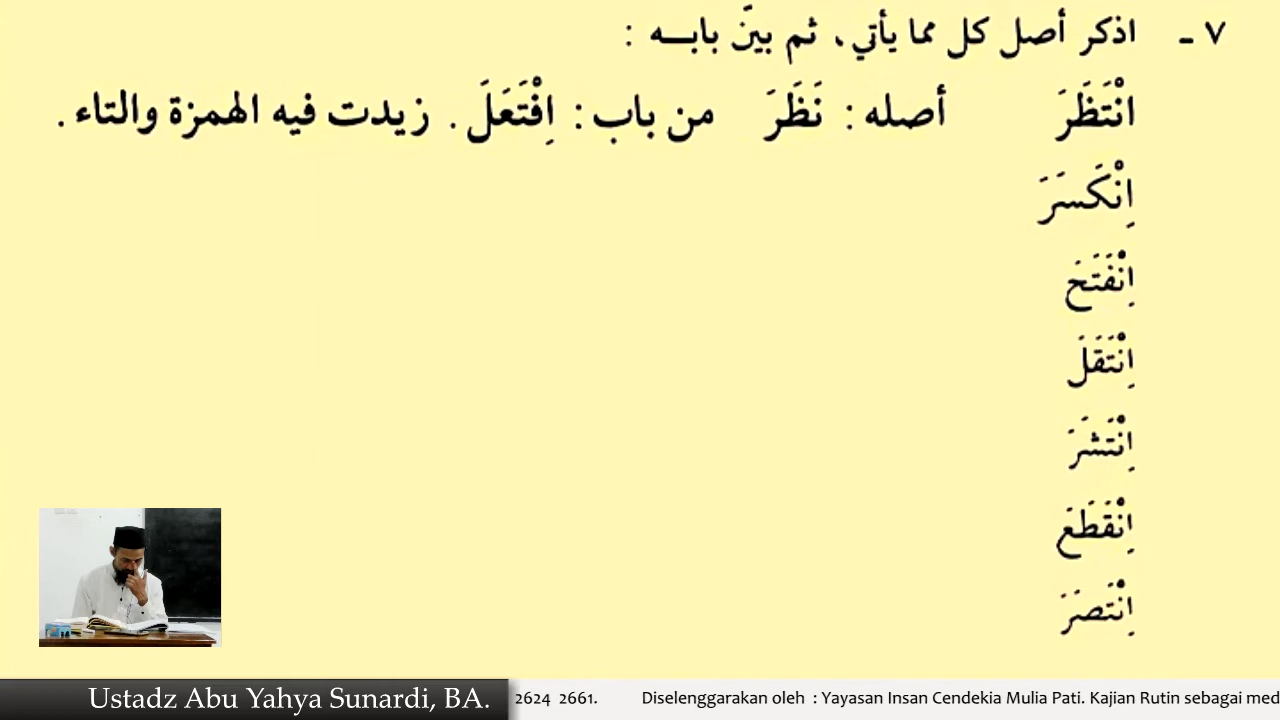 ٧ ـ اذكر أصل كل مما يأتي، ثم بيّن بابـــه :
انْتَظَرَ أصله : نَظَرَ من باب : اِفْتَعَلَ . زيدت فيه الهمزة والتاء .
اِنْكَسَرَ
اِنْفَتَحَ
اِنْتَقَلَ
اِنْتَشَرَ
اِنْقَطَعَ
اِنْتَصَرَ
Ustadz Abu Yahya Sunardi, BA.
2624 2661. Diselenggarakan oleh : Yayasan Insan Cendekia Mulia Pati. Kajian Rutin sebagai med